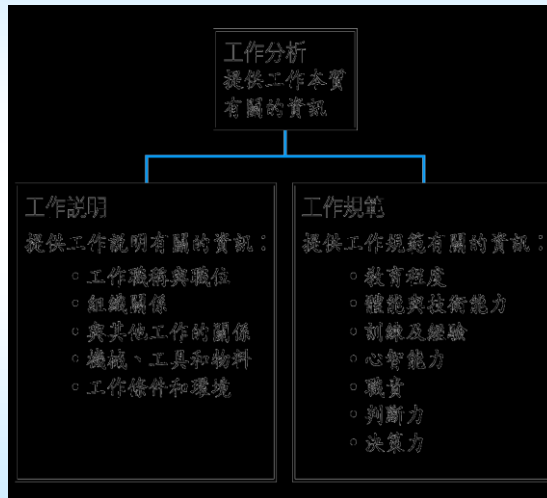 工作分析
提供工作本質
有關的資訊
工作說明
提供工作說明有關的資訊：
◦ 工作職稱與職位
◦ 組織關係
◦ 與其他工作的關係
◦ 機械、工具和物料
◦ 工作條件和環境
工作規範
提供工作規範有關的資訊：
◦ 教育程度
◦ 體能與技術能力
◦ 訓練及經驗
◦ 心智能力
◦ 職責
◦ 判斷力
◦ 決策力